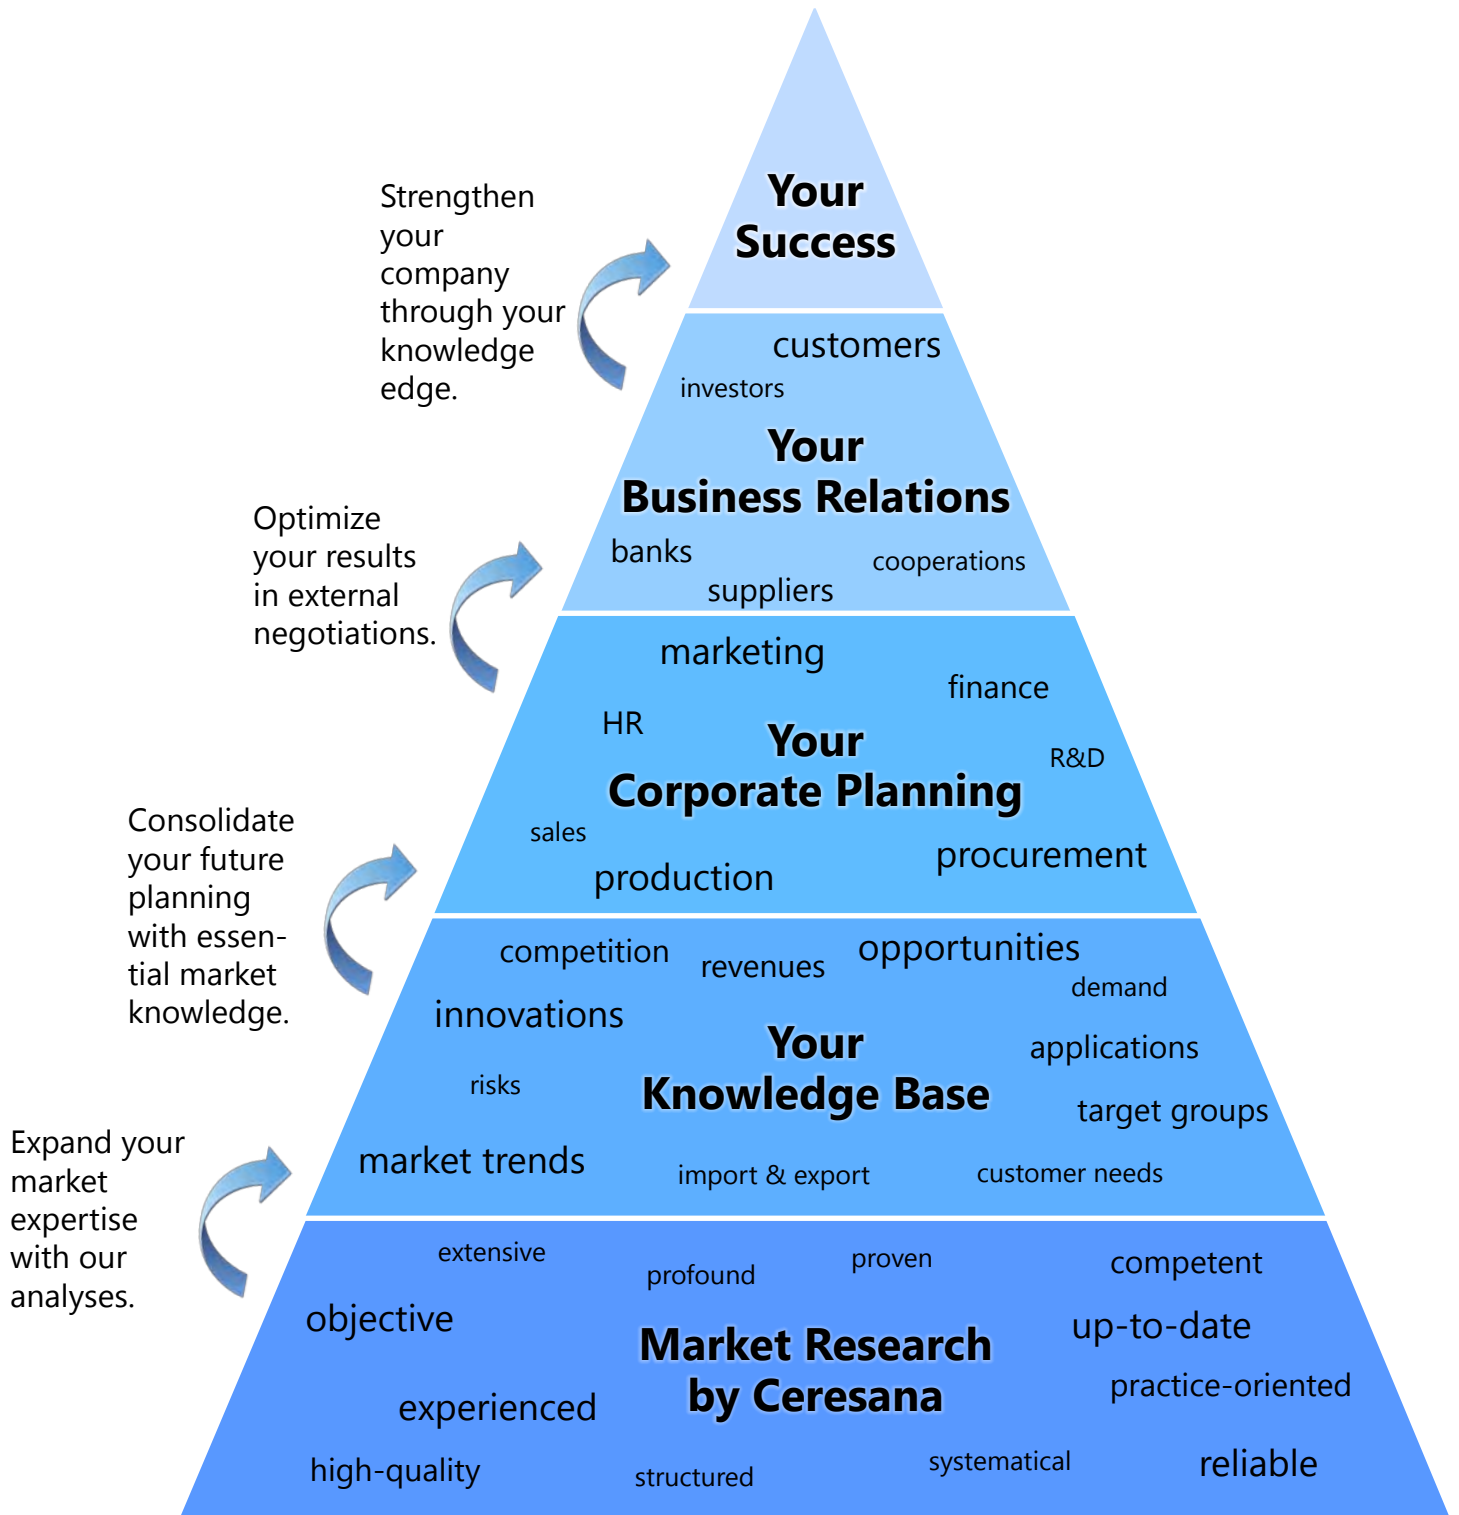 Your
Success
Strengthen
your
company
through your
knowledge
edge.
customers
investors
Your
Business Relations
banks
cooperations
suppliers
Optimize
your results
in external
negotiations.
marketing
finance
HR
Your
Corporate Planning
R&D
sales
production
procurement
Consolidate
your future
planning
with essen-
tial market
knowledge.
competition
revenues
opportunities
demand
innovations
Your
Knowledge Base
applications
risks
target groups
market trends
import & export
customer needs
Expand your
market
expertise
with our
analyses.
extensive
profound
proven
competent
objective
up-to-date
Market Research
by Ceresana
practice-oriented
experienced
high-quality
structured
systematical
reliable